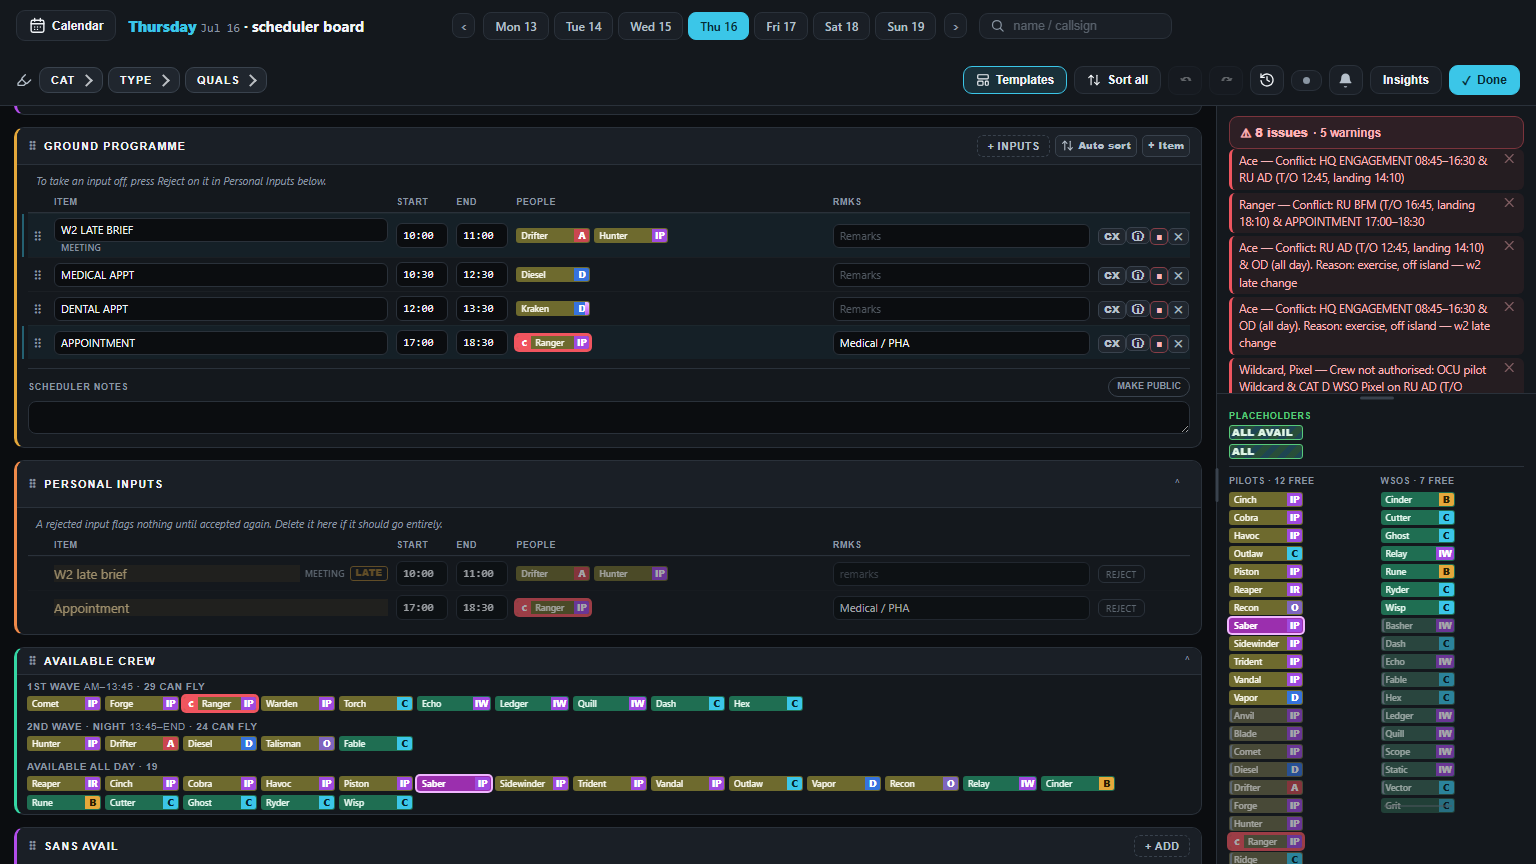 Calendar
Thursday Jul 16 · scheduler board
‹ Mon 13 Tue 14 Wed 15 Thu 16 Fri 17 Sat 18 Sun 19 ›
name / callsign
CAT TYPE QUALS
Templates Sort all Insights ✓ Done
GROUND PROGRAMME
+ INPUTS Auto sort + Item
To take an input off, press Reject on it in Personal Inputs below.
ITEM START END PEOPLE RMKS
W2 LATE BRIEF 10:00 11:00 Drifter A Hunter IP Remarks CX
MEETING
MEDICAL APPT 10:30 12:30 Diesel D Remarks CX
DENTAL APPT 12:00 13:30 Kraken D Remarks CX
APPOINTMENT 17:00 18:30 c Ranger IP Medical / PHA CX
SCHEDULER NOTES MAKE PUBLIC
PERSONAL INPUTS
A rejected input flags nothing until accepted again. Delete it here if it should go entirely.
ITEM START END PEOPLE RMKS
W2 late brief MEETING LATE 10:00 11:00 Drifter A Hunter IP remarks REJECT
Appointment 17:00 18:30 c Ranger IP Medical / PHA REJECT
AVAILABLE CREW
1ST WAVE AM–13:45 · 29 CAN FLY
Comet IP Forge IP c Ranger IP Warden IP Torch C Echo IW Ledger IW Quill IW Dash C Hex C
2ND WAVE · NIGHT 13:45–END · 24 CAN FLY
Hunter IP Drifter A Diesel D Talisman O Fable C
AVAILABLE ALL DAY · 19
Reaper IR Cinch IP Cobra IP Havoc IP Piston IP Saber IP Sidewinder IP Trident IP Vandal IP Outlaw C Vapor D Recon O Relay IW Cinder B
Rune B Cutter C Ghost C Ryder C Wisp C
SANS AVAIL
+ ADD
⚠ 8 issues · 5 warnings
Ace — Conflict: HQ ENGAGEMENT 08:45–16:30 &
RU AD (T/O 12:45, landing 14:10)
Ranger — Conflict: RU BFM (T/O 16:45, landing
18:10) & APPOINTMENT 17:00–18:30
Ace — Conflict: RU AD (T/O 12:45, landing 14:10)
& OD (all day). Reason: exercise, off island — w2
late change
Ace — Conflict: HQ ENGAGEMENT 08:45–16:30 &
OD (all day). Reason: exercise, off island — w2 late
change
Wildcard, Pixel — Crew not authorised: OCU pilot
Wildcard & CAT D WSO Pixel on RU AD (T/O
PLACEHOLDERS
ALL AVAIL
ALL
PILOTS · 12 FREE
Cinch IP
Cobra IP
Havoc IP
Outlaw C
Piston IP
Reaper IR
Recon O
Saber IP
Sidewinder IP
Trident IP
Vandal IP
Vapor D
Anvil IP
Blade IP
Comet IP
Diesel D
Drifter A
Forge IP
Hunter IP
c Ranger IP
Ridge C
WSOS · 7 FREE
Cinder B
Cutter C
Ghost C
Relay IW
Rune B
Ryder C
Wisp C
Basher IW
Dash C
Echo IW
Fable C
Hex C
Ledger IW
Quill IW
Scope IW
Static IW
Vector C
Grit C